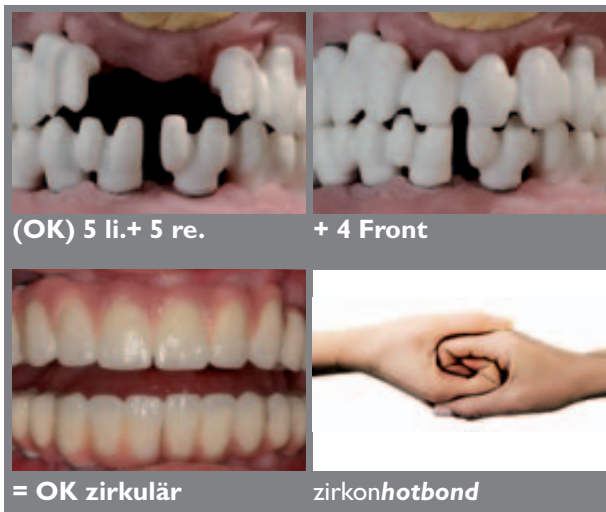 (OK) 5 li.+ 5 re.
+ 4 Front
= OK zirkulär
zirkonhotbond